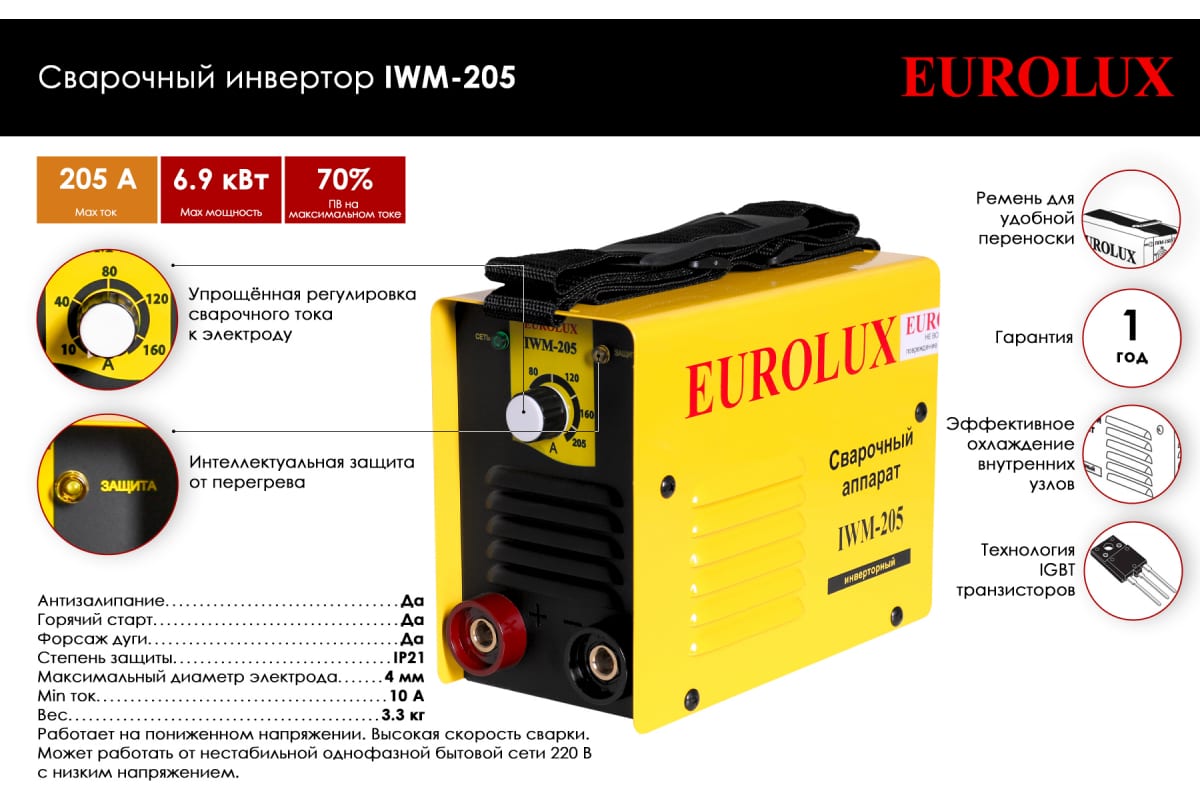 Сварочный инвертор IWM-205
EUROLUX
205 А
Max ток
6.9 кВт
Max мощность
70%
ПВ на
максимальном токе
80
40
120
10
160
А
Упрощённая регулировка
сварочного тока
к электроду
ЗАЩИТА
Интеллектуальная защита
от перегрева
EUROLUX
СЕТЬ
IWM-205
80
120
160
205
А
+
-
EUROLUX
Сварочный
аппарат
IWM-205
инверторный
Ремень для
удобной
переноски
UROLUX
Гарантия
1
год
Эффективное
охлаждение
внутренних
узлов
Технология
IGBT
транзисторов
Антизалипание................................Да
Горячий старт..................................Да
Форсаж дуги...................................Да
Степень защиты..............................IP21
Максимальный диаметр электрода.......4 мм
Min ток..........................................10 А
Вес.............................................3.3 кг
Работает на пониженном напряжении. Высокая скорость сварки.
Может работать от нестабильной однофазной бытовой сети 220 В
с низким напряжением.